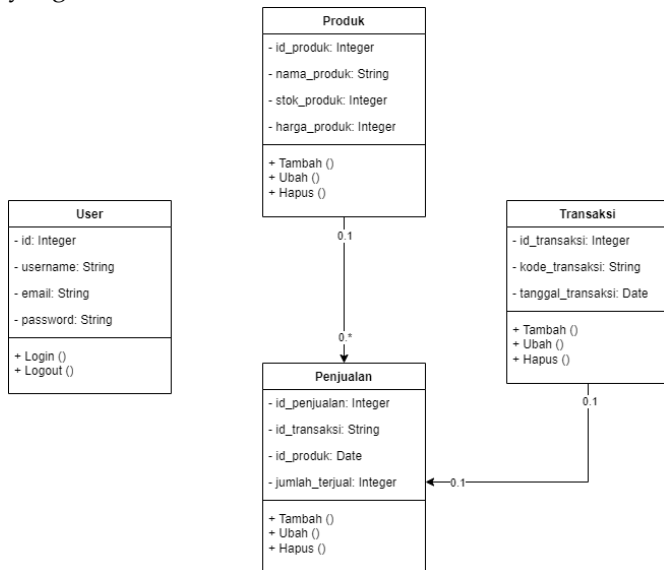 Produk
- id_produk: Integer
- nama_produk: String
- stok_produk: Integer
- harga_produk: Integer
+ Tambah ()
+ Ubah ()
+ Hapus ()
User
- id: Integer
- username: String
- email: String
- password: String
+ Login ()
+ Logout ()
Transaksi
- id_transaksi: Integer
- kode_transaksi: String
- tanggal_transaksi: Date
+ Tambah ()
+ Ubah ()
+ Hapus ()
0.1
0.*
0.1
0.1
Penjualan
- id_penjualan: Integer
- id_transaksi: String
- id_produk: Date
- jumlah_terjual: Integer
+ Tambah ()
+ Ubah ()
+ Hapus ()